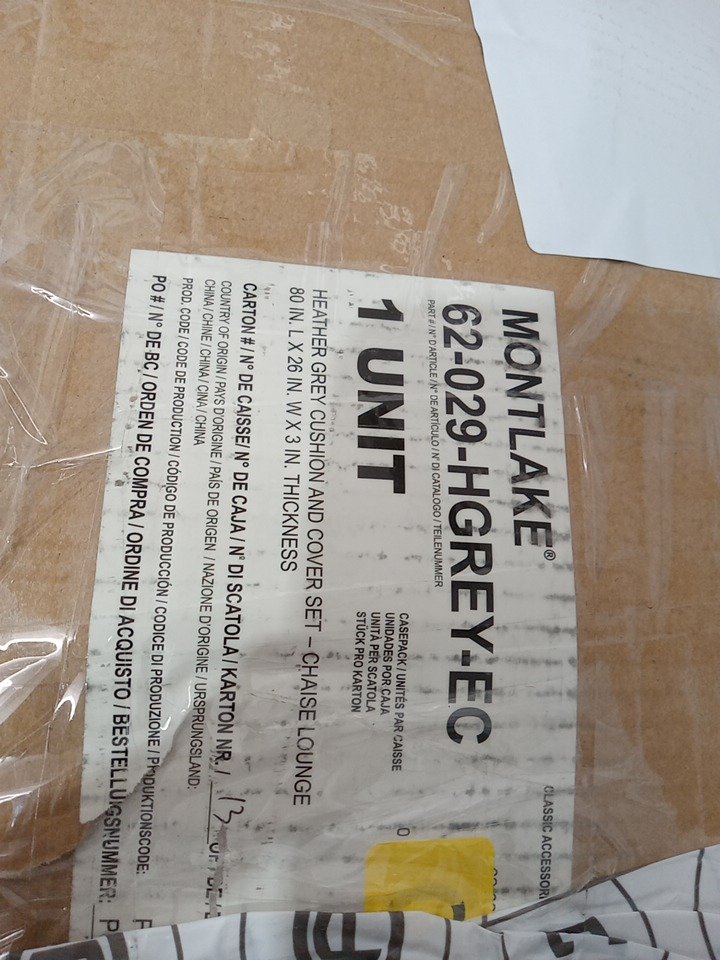 MONTLAKE®
CLASSIC ACCESSORI
62-029-HGREY-EC
PART # / N° D'ARTICLE / N° DE ARTÍCULO / N° DI CATALOGO / TEILENUMMER
1 UNIT
CASEPACK / UNITÉS PAR CAISSE
UNIDADES POR CAJA
UNITÀ PER SCATOLA
STÜCK PRO KARTON
HEATHER GREY CUSHION AND COVER SET – CHAISE LOUNGE
80 IN. L X 26 IN. W X 3 IN. THICKNESS
CARTON # / N° DE CAISSE/ N° DE CAJA / N° DI SCATOLA / KARTON NR. / 13
COUNTRY OF ORIGIN / PAYS D'ORIGINE / PAÍS DE ORIGEN / NAZIONE D'ORIGINE / URSPRUNGSLAND:
CHINA / CHINE / CHINA / CINA / CHINA
PROD. CODE / CODE DE PRODUCTION / CÓDIGO DE PRODUCCIÓN / CODICE DI PRODUZIONE / PRODUKTIONSCODE:
PO # / N° DE BC / ORDEN DE COMPRA / ORDINE DI ACQUISTO / BESTELLUNGSNUMMER: P